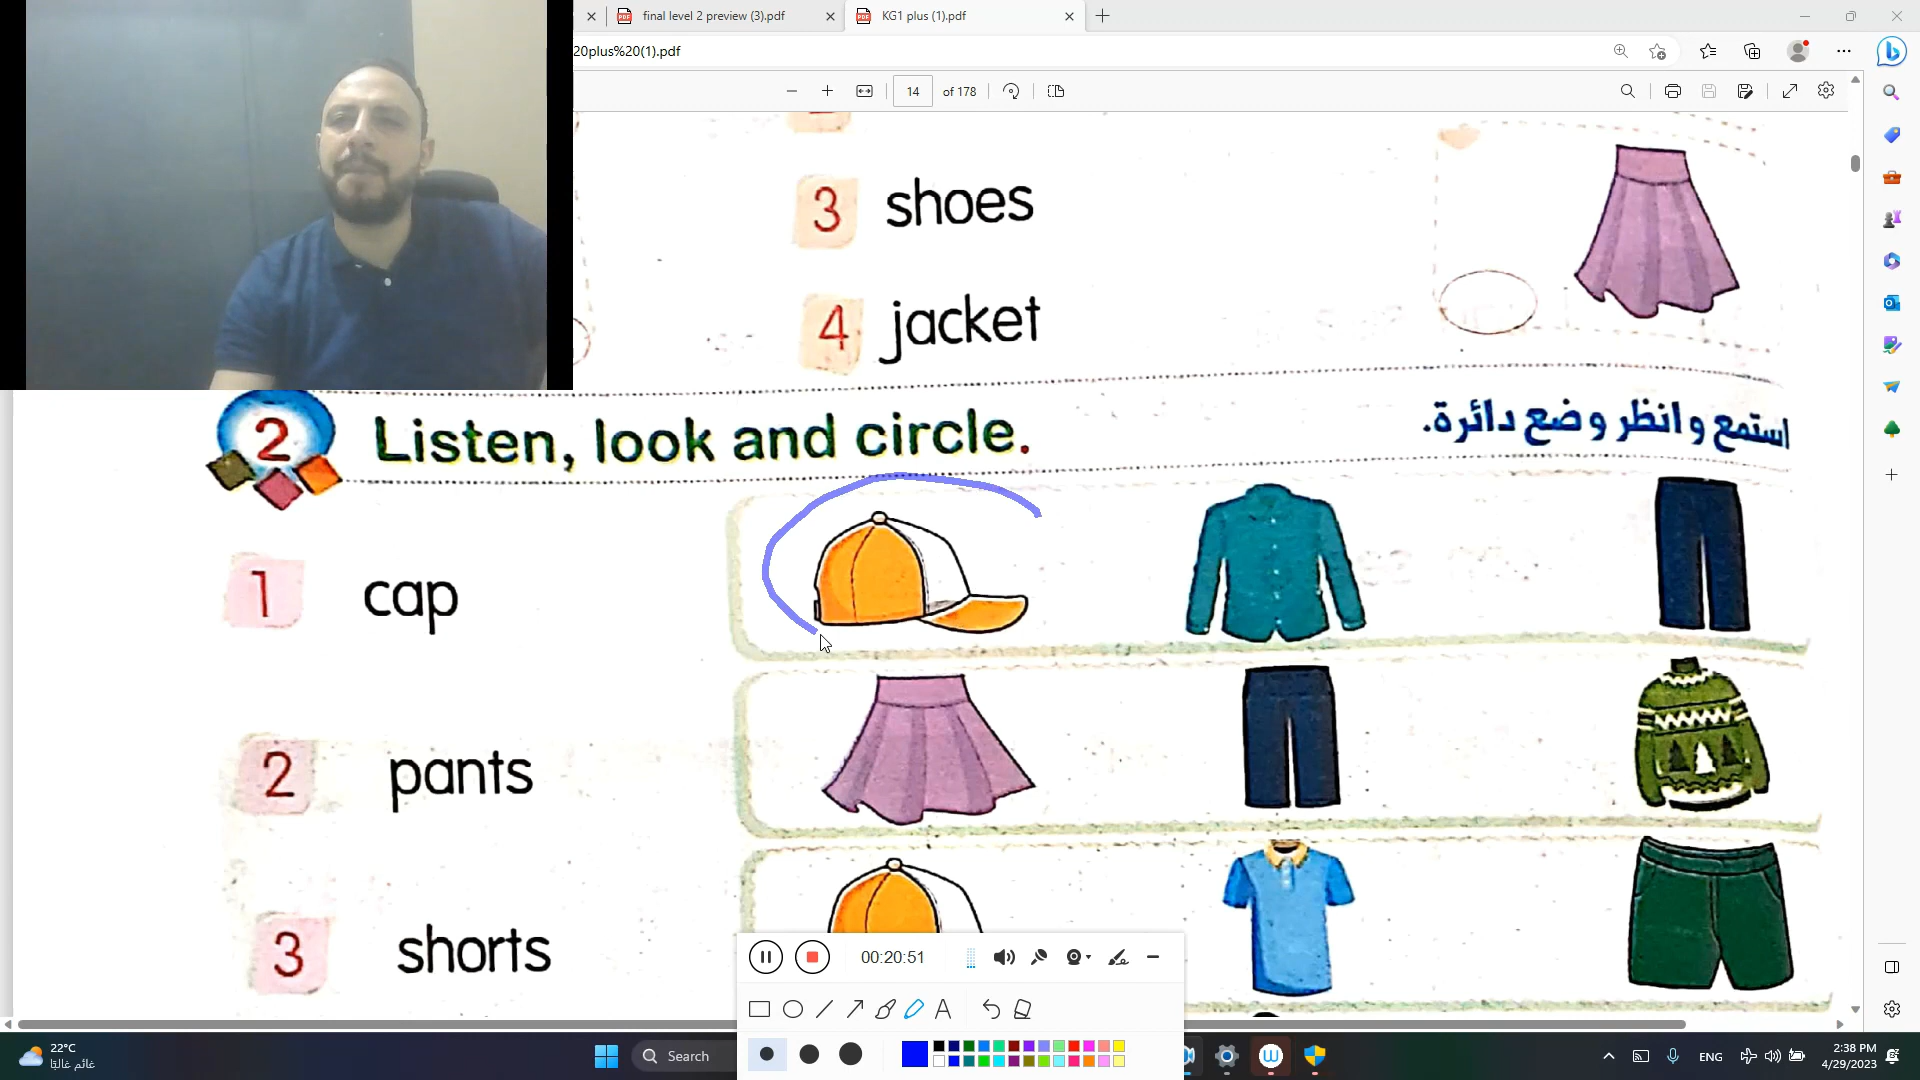 final level 2 preview (3).pdf
KG1 plus (1).pdf
20plus%20(1).pdf
14 of 178
3 shoes
4 jacket
2 Listen, look and circle.
استمع و انظر و ضع دائرة.
1 cap
2 pants
3 shorts
00:20:51
A
22°C
غائم غالبًا
Search
ENG
2:38 PM
4/29/2023